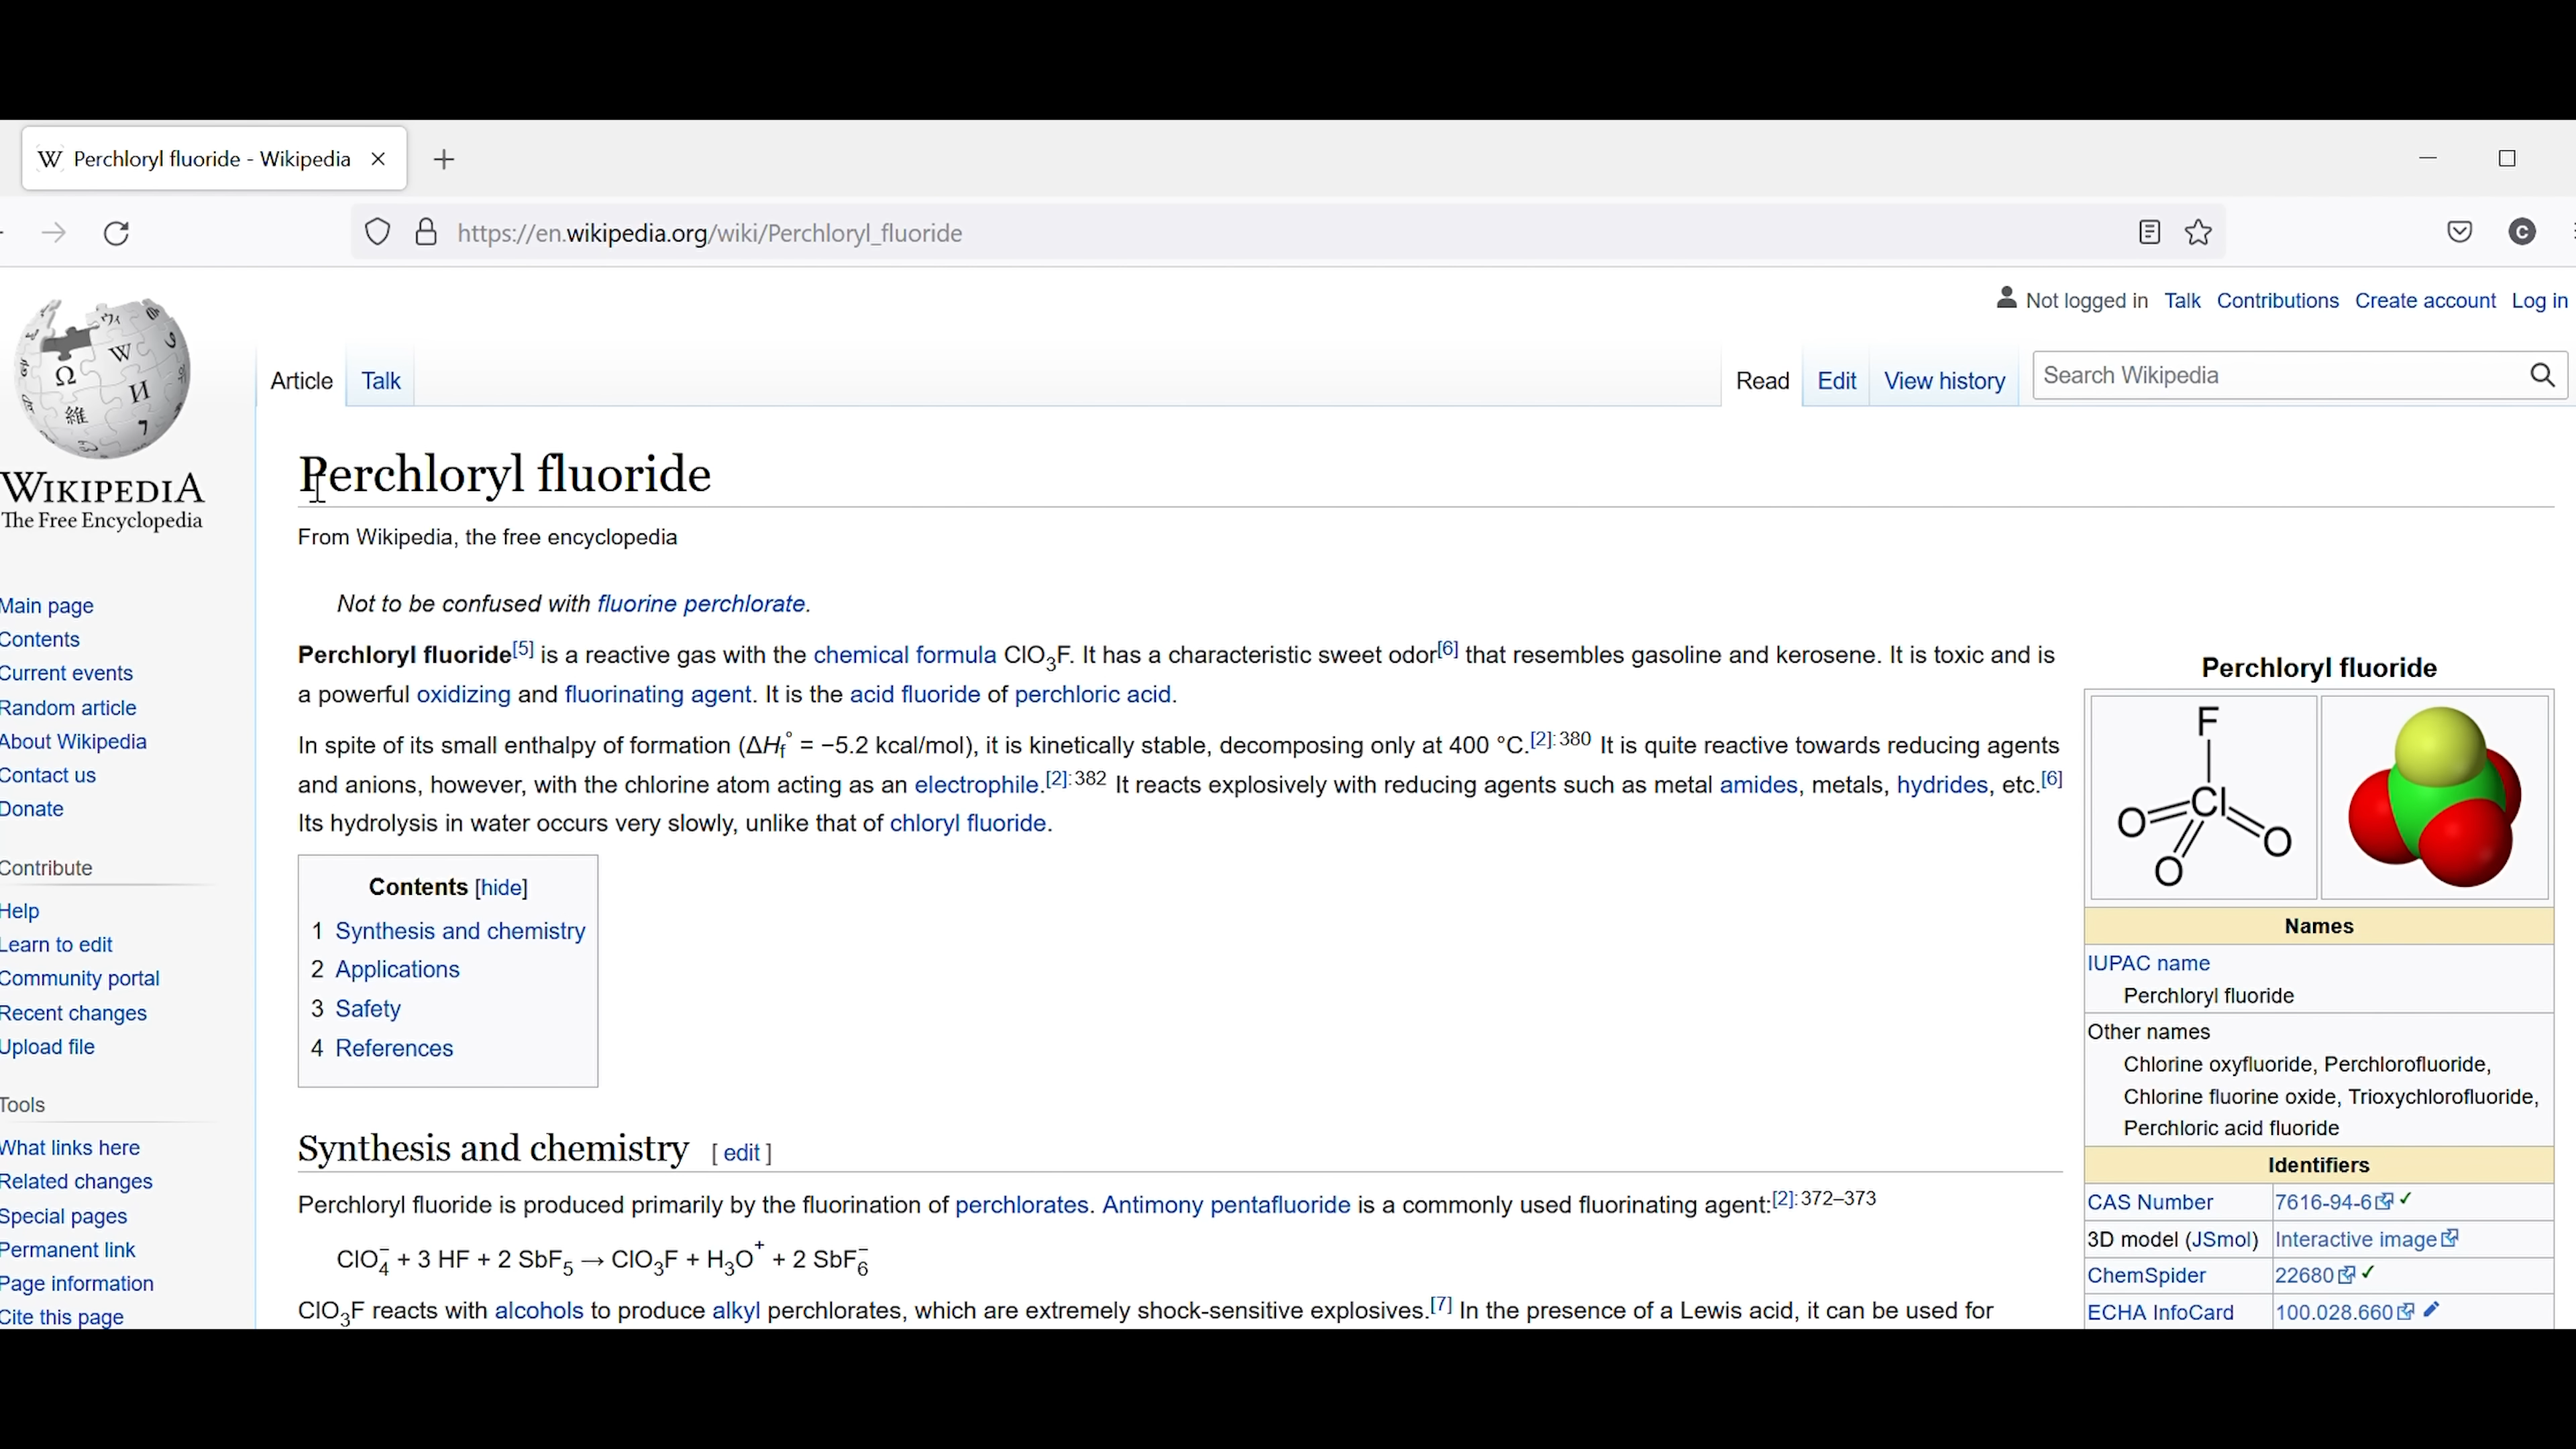 Perchloryl fluoride - Wikipedia
https://en.wikipedia.org/wiki/Perchloryl_fluoride
C
Not logged in Talk Contributions Create account Log in
Article Talk
Read Edit View history
Search Wikipedia
WIKIPEDIA
The Free Encyclopedia
Main page
Contents
Current events
Random article
About Wikipedia
Contact us
Donate
Contribute
Help
Learn to edit
Community portal
Recent changes
Upload file
Tools
What links here
Related changes
Special pages
Permanent link
Page information
Cite this page
Perchloryl fluoride
From Wikipedia, the free encyclopedia
Not to be confused with fluorine perchlorate.
Perchloryl fluoride[5] is a reactive gas with the chemical formula ClO3F. It has a characteristic sweet odor[6] that resembles gasoline and kerosene. It is toxic and is
a powerful oxidizing and fluorinating agent. It is the acid fluoride of perchloric acid.
In spite of its small enthalpy of formation (ΔHf° = −5.2 kcal/mol), it is kinetically stable, decomposing only at 400 °C.[2]:380 It is quite reactive towards reducing agents
and anions, however, with the chlorine atom acting as an electrophile.[2]:382 It reacts explosively with reducing agents such as metal amides, metals, hydrides, etc.[6]
Its hydrolysis in water occurs very slowly, unlike that of chloryl fluoride.
Contents [hide]
1 Synthesis and chemistry
2 Applications
3 Safety
4 References
Synthesis and chemistry [ edit ]
Perchloryl fluoride is produced primarily by the fluorination of perchlorates. Antimony pentafluoride is a commonly used fluorinating agent:[2]:372–373
ClO4− + 3 HF + 2 SbF5 → ClO3F + H3O+ + 2 SbF6−
ClO3F reacts with alcohols to produce alkyl perchlorates, which are extremely shock-sensitive explosives.[7] In the presence of a Lewis acid, it can be used for
Perchloryl fluoride
F
Cl
O
O
O
Names
IUPAC name
Perchloryl fluoride
Other names
Chlorine oxyfluoride, Perchlorofluoride,
Chlorine fluorine oxide, Trioxychlorofluoride,
Perchloric acid fluoride
Identifiers
CAS Number 7616-94-6
3D model (JSmol) Interactive image
ChemSpider 22680
ECHA InfoCard 100.028.660